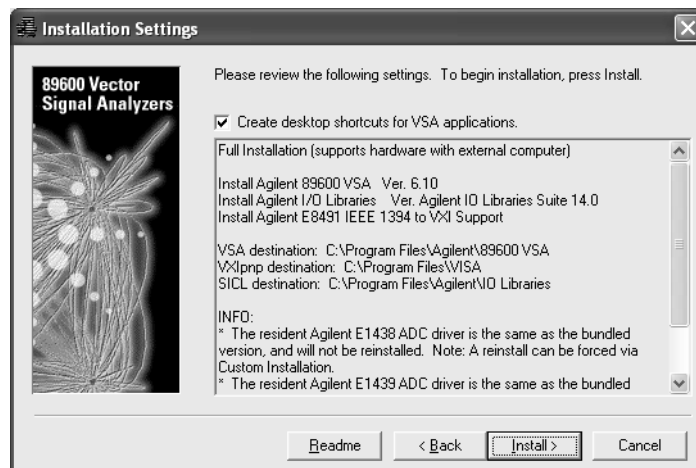 Installation Settings
89600 Vector
Signal Analyzers
Please review the following settings. To begin installation, press Install.
Create desktop shortcuts for VSA applications.
Full Installation (supports hardware with external computer)
Install Agilent 89600 VSA Ver. 6.10
Install Agilent I/O Libraries Ver. Agilent IO Libraries Suite 14.0
Install Agilent E8491 IEEE 1394 to VXI Support
VSA destination: C:\Program Files\Agilent\89600 VSA
VXIpnp destination: C:\Program Files\VISA
SICL destination: C:\Program Files\Agilent\IO Libraries
INFO:
* The resident Agilent E1438 ADC driver is the same as the bundled
version, and will not be reinstalled. Note: A reinstall can be forced via
Custom Installation.
* The resident Agilent E1439 ADC driver is the same as the bundled
Readme
< Back
Install >
Cancel